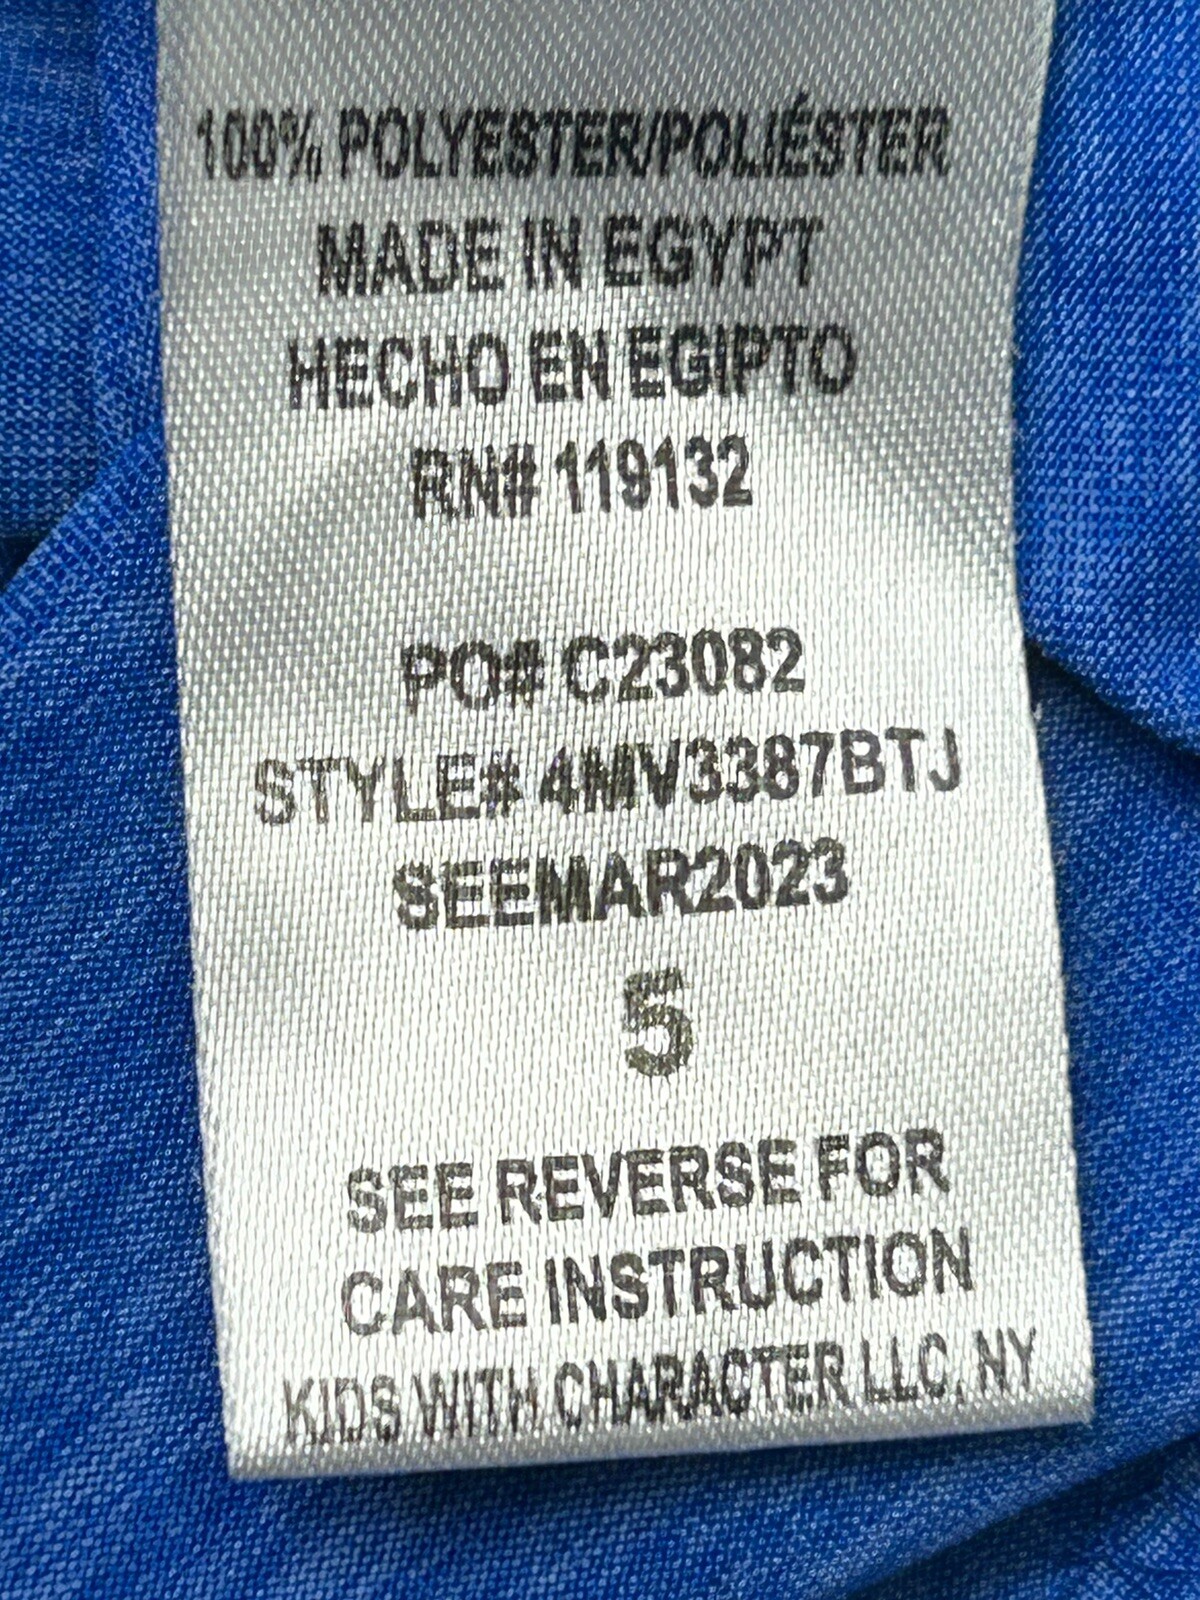 100% POLYESTER/POLIÉSTER
MADE IN EGYPT
HECHO EN EGIPTO
RN# 119132
PO# C23082
STYLE# 4MV3387BTJ
SEEMAR2023
5
SEE REVERSE FOR
CARE INSTRUCTION
KIDS WITH CHARACTER LLC, NY